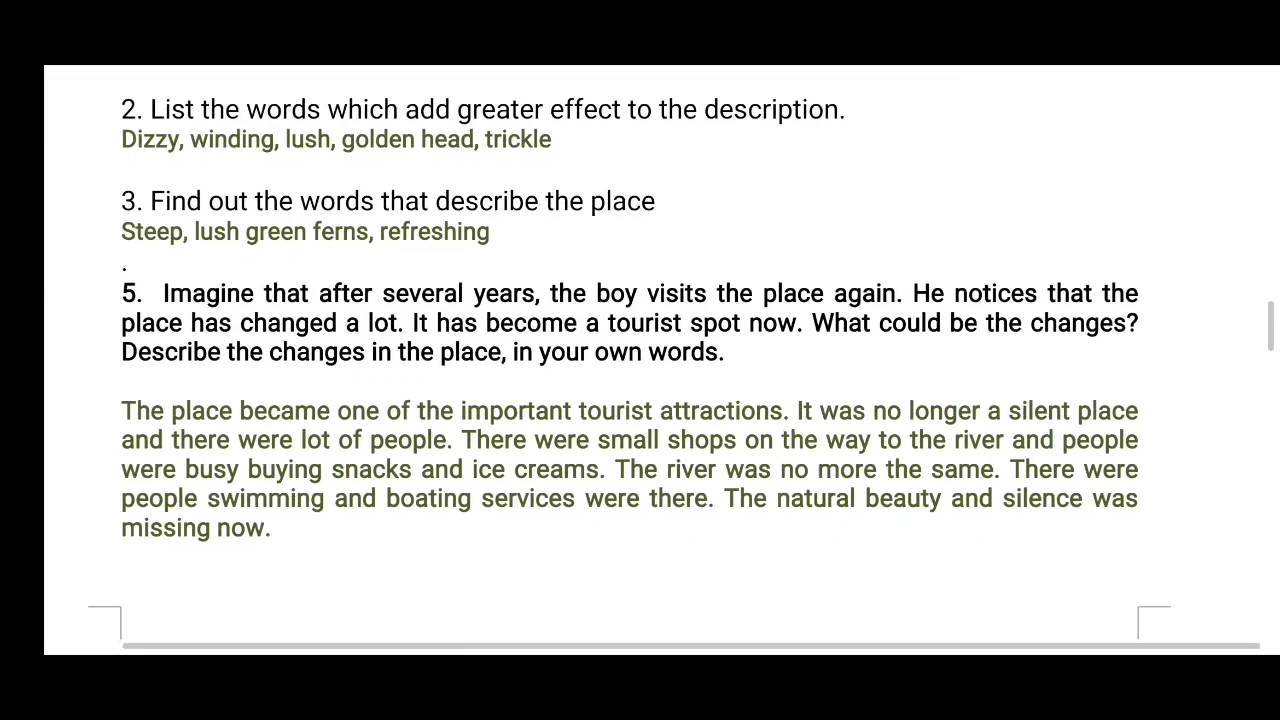 2. List the words which add greater effect to the description.
Dizzy, winding, lush, golden head, trickle
3. Find out the words that describe the place
Steep, lush green ferns, refreshing
.
5. Imagine that after several years, the boy visits the place again. He notices that the
place has changed a lot. It has become a tourist spot now. What could be the changes?
Describe the changes in the place, in your own words.
The place became one of the important tourist attractions. It was no longer a silent place
and there were lot of people. There were small shops on the way to the river and people
were busy buying snacks and ice creams. The river was no more the same. There were
people swimming and boating services were there. The natural beauty and silence was
missing now.